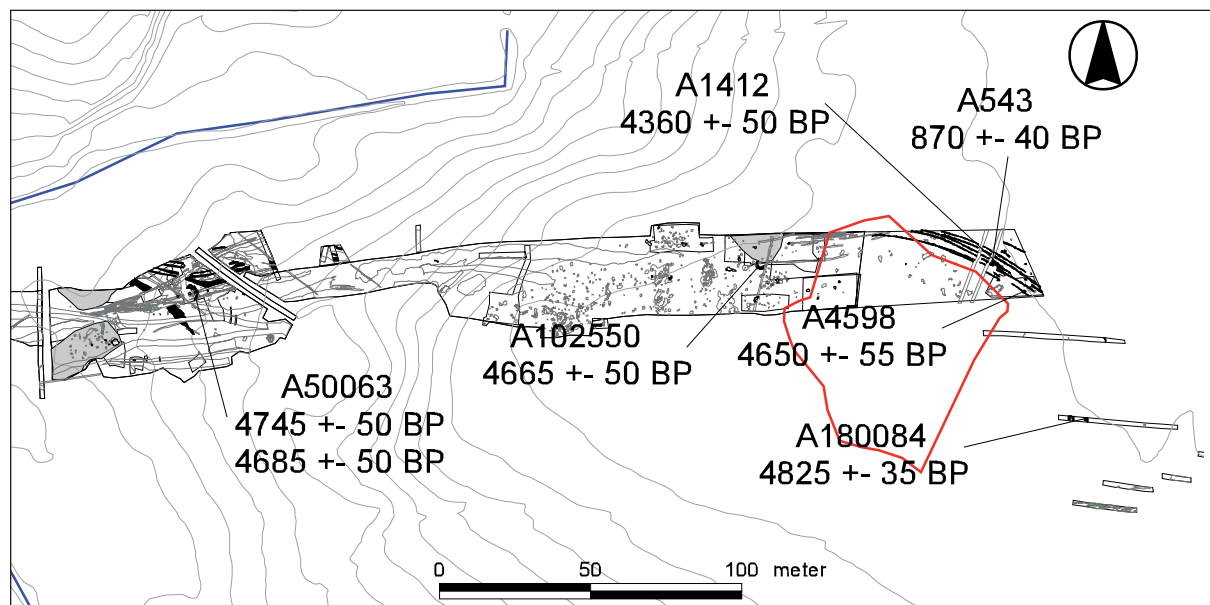 A1412
4360 +- 50 BP
A543
870 +- 40 BP
A4598
4650 +- 55 BP
A102550
4665 +- 50 BP
A50063
4745 +- 50 BP
4685 +- 50 BP
A180084
4825 +- 35 BP
0 50 100 meter